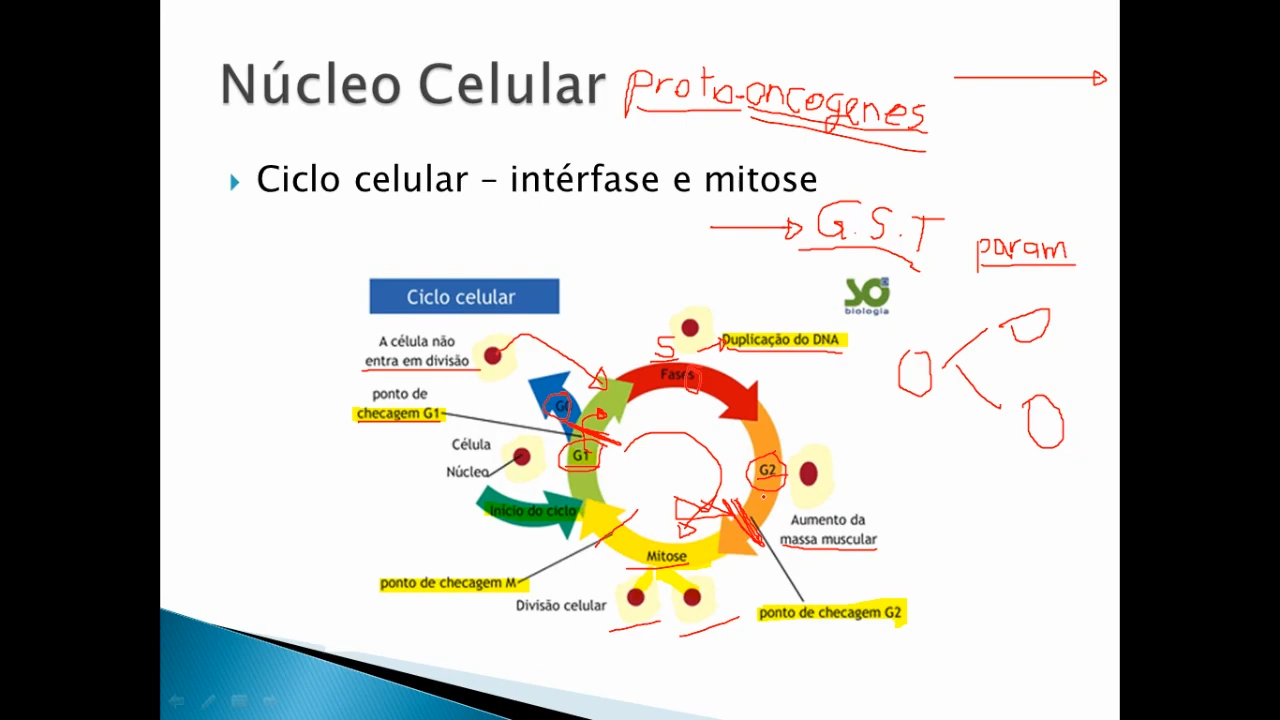 Núcleo Celular
proto-oncogenes
Ciclo celular – intérfase e mitose
G.S.T
param
Ciclo celular
só
biologia
A célula não
entra em divisão
S
Duplicação do DNA
Fases
ponto de
checagem G1
G0
Célula
G1
Núcleo
G2
Início do ciclo
Aumento da
massa muscular
Mitose
ponto de checagem M
Divisão celular
ponto de checagem G2